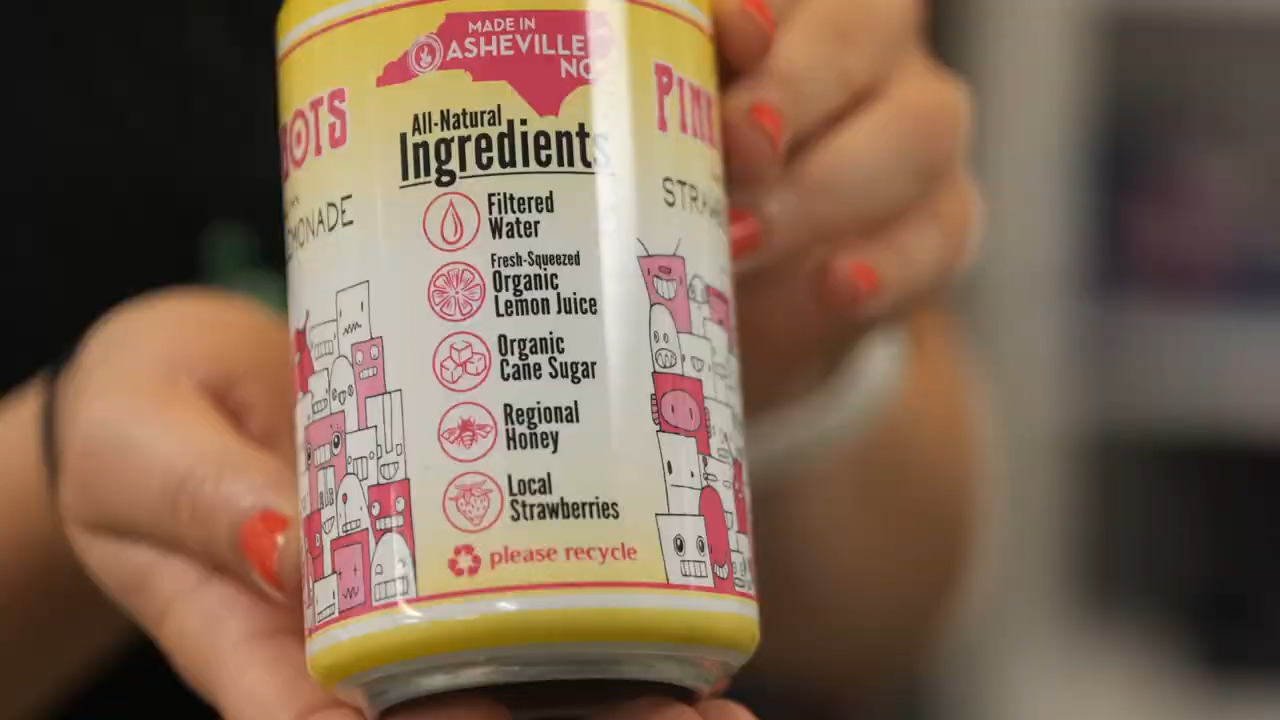 MADE IN
ASHEVILLE
NC
All-Natural
Ingredients
Filtered
Water
Fresh-Squeezed
Organic
Lemon Juice
Organic
Cane Sugar
Regional
Honey
Local
Strawberries
please recycle